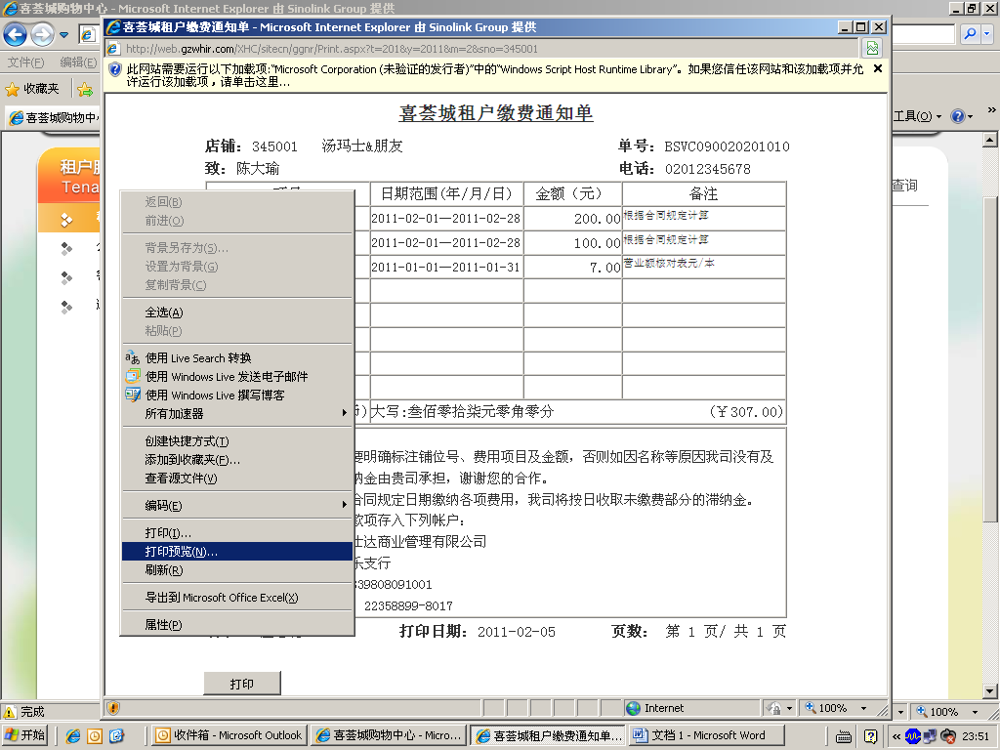 喜荟城购物中心 - Microsoft Internet Explorer 由 Sinolink Group 提供
喜荟城租户缴费通知单 - Microsoft Internet Explorer 由 Sinolink Group 提供
http://web.gzwhir.com/XHC/sitecn/ggnr/Print.aspx?t=201&y=2011&m=2&sno=345001
文件(F) 编辑(E)
此网站需要运行以下加载项:“Microsoft Corporation (未验证的发行者)”中的“Windows Script Host Runtime Library”。如果您信任该网站和该加载项并允
许运行该加载项，请单击这里...
收藏夹
喜荟城购物中
工具(O)
喜荟城租户缴费通知单
店铺: 345001 汤玛士&朋友 单号: BSVC090020201010
致: 陈大瑜 电话: 02012345678
租户
Tena
查询
日期范围(年/月/日) 金额（元） 备注
2011-02-01—2011-02-28 200.00 根据合同规定计算
2011-02-01—2011-02-28 100.00 根据合同规定计算
2011-01-01—2011-01-31 7.00 营业额核对表元/本
大写:叁佰零拾柒元零角零分 (￥307.00)
要明确标注铺位号、费用项目及金额，否则如因名称等原因我司没有及
纳金由贵司承担，谢谢您的合作。
合同规定日期缴纳各项费用，我司将按日收取未缴费部分的滞纳金。
款项存入下列帐户：
仕达商业管理有限公司
乐支行
39808091001
22358899-8017
打印日期: 2011-02-05 页数: 第 1 页/ 共 1 页
打印
返回(B)
前进(O)
背景另存为(S)...
设置为背景(G)
复制背景(C)
全选(A)
粘贴(P)
使用 Live Search 转换
使用 Windows Live 发送电子邮件
使用 Windows Live 撰写博客
所有加速器
创建快捷方式(T)
添加到收藏夹(F)...
查看源文件(V)
编码(E)
打印(I)...
打印预览(N)...
刷新(R)
导出到 Microsoft Office Excel(X)
属性(P)
Internet 100%
完成 100%
开始 收件箱 - Microsoft Outlook 喜荟城购物中心 - Micro... 喜荟城租户缴费通知单... 文档 1 - Microsoft Word 23:51